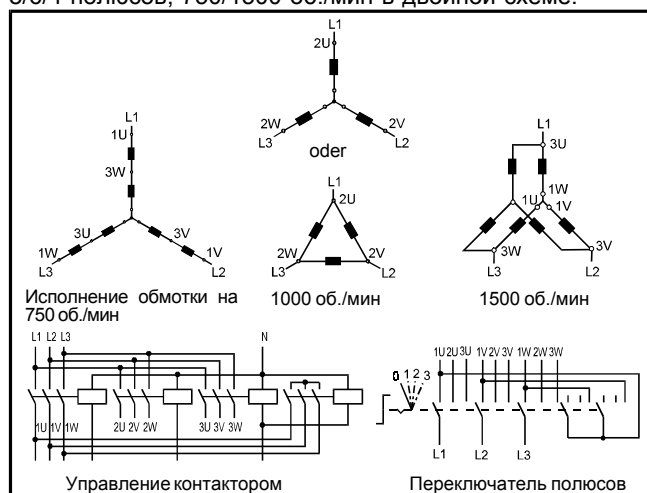 8/6/4 полюсов, 750/1500 об./мин в двойной схеме.
L1
2U
2W
2V
L3
L2
oder
L1
1U
3W
3U
3V
1W
1V
L3
L2
Исполнение обмотки на
750 об./мин
L1
2U
2W
2V
L3
L2
1000 об./мин
L1
3U
1W
1U
1V
3W
3V
L3
L2
1500 об./мин
L1 L2 L3
N
1U 1V 1W
2U 2V 2W
3U 3V 3W
Управление контактором
1U 2U 3U 1V 2V 3V 1W 2W 3W
0 1 2 3
L1 L2 L3
Переключатель полюсов